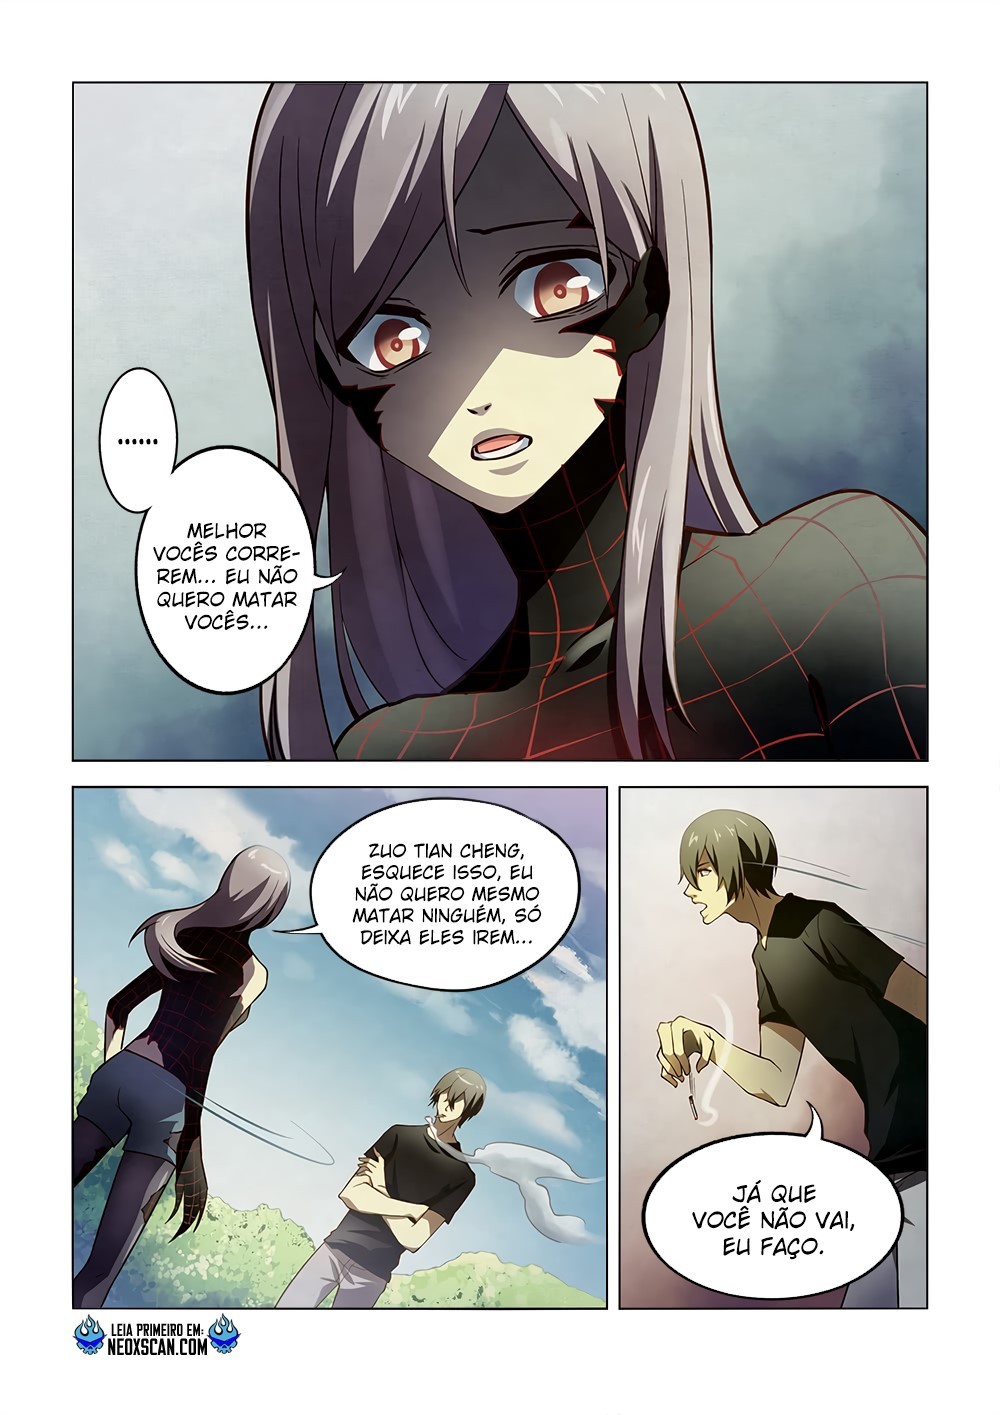 ......
MELHOR
VOCÊS CORRE-
REM... EU NÃO
QUERO MATAR
VOCÊS...
ZUO TIAN CHENG,
ESQUECE ISSO, EU
NÃO QUERO MESMO
MATAR NINGUÉM, SÓ
DEIXA ELES IREM...
JÁ QUE
VOCÊ NÃO VAI,
EU FAÇO.
LEIA PRIMEIRO EM:
NEOXSCAN.COM